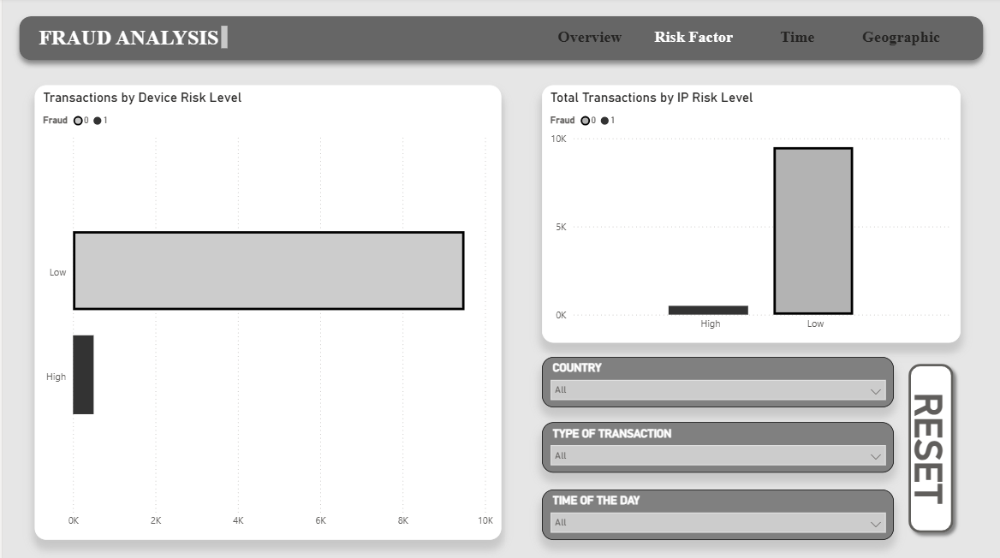 FRAUD ANALYSIS
Overview
Risk Factor
Time
Geographic
Transactions by Device Risk Level
Fraud 0 1
Low
High
0K 2K 4K 6K 8K 10K
Total Transactions by IP Risk Level
Fraud 0 1
10K
5K
0K
High Low
COUNTRY
All
TYPE OF TRANSACTION
All
TIME OF THE DAY
All
RESET